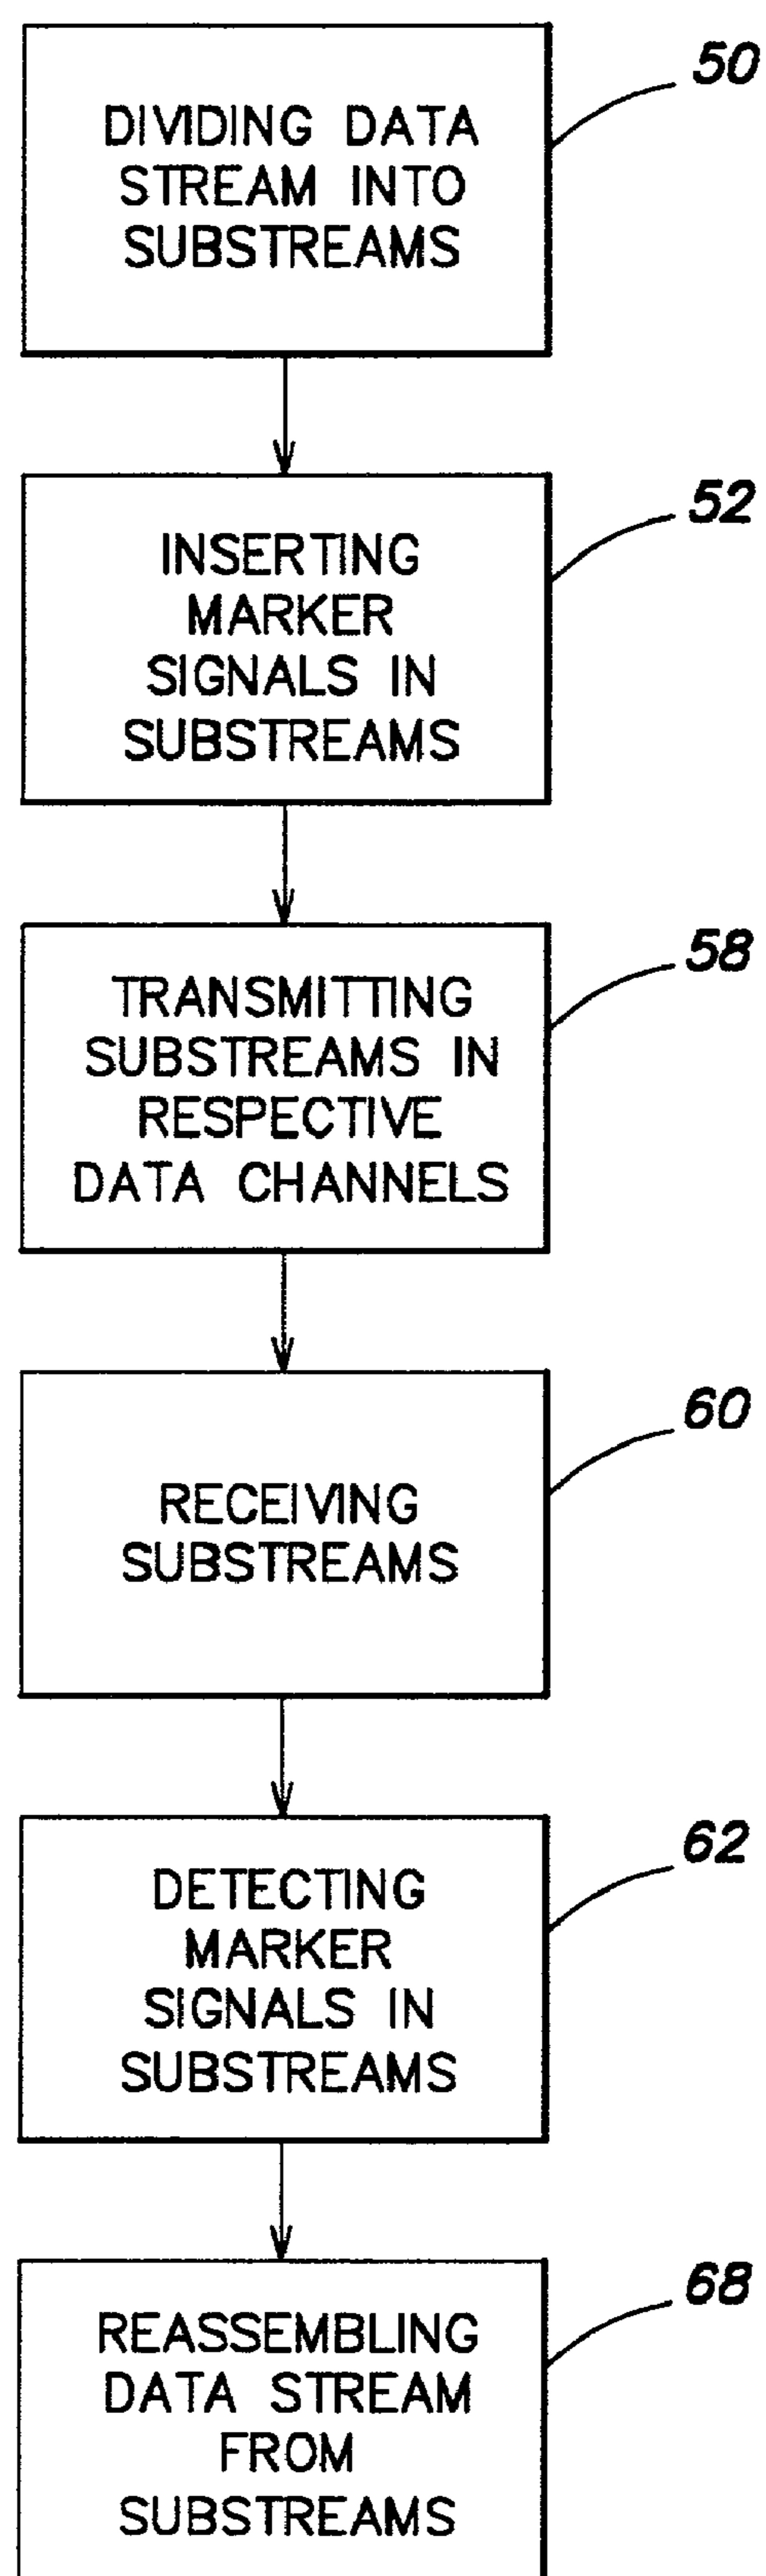 DIVIDING DATA
STREAM INTO
SUBSTREAMS
50
INSERTING
MARKER
SIGNALS IN
SUBSTREAMS
52
TRANSMITTING
SUBSTREAMS IN
RESPECTIVE
DATA CHANNELS
58
RECEIVING
SUBSTREAMS
60
DETECTING
MARKER
SIGNALS IN
SUBSTREAMS
62
REASSEMBLING
DATA STREAM
FROM
SUBSTREAMS
68